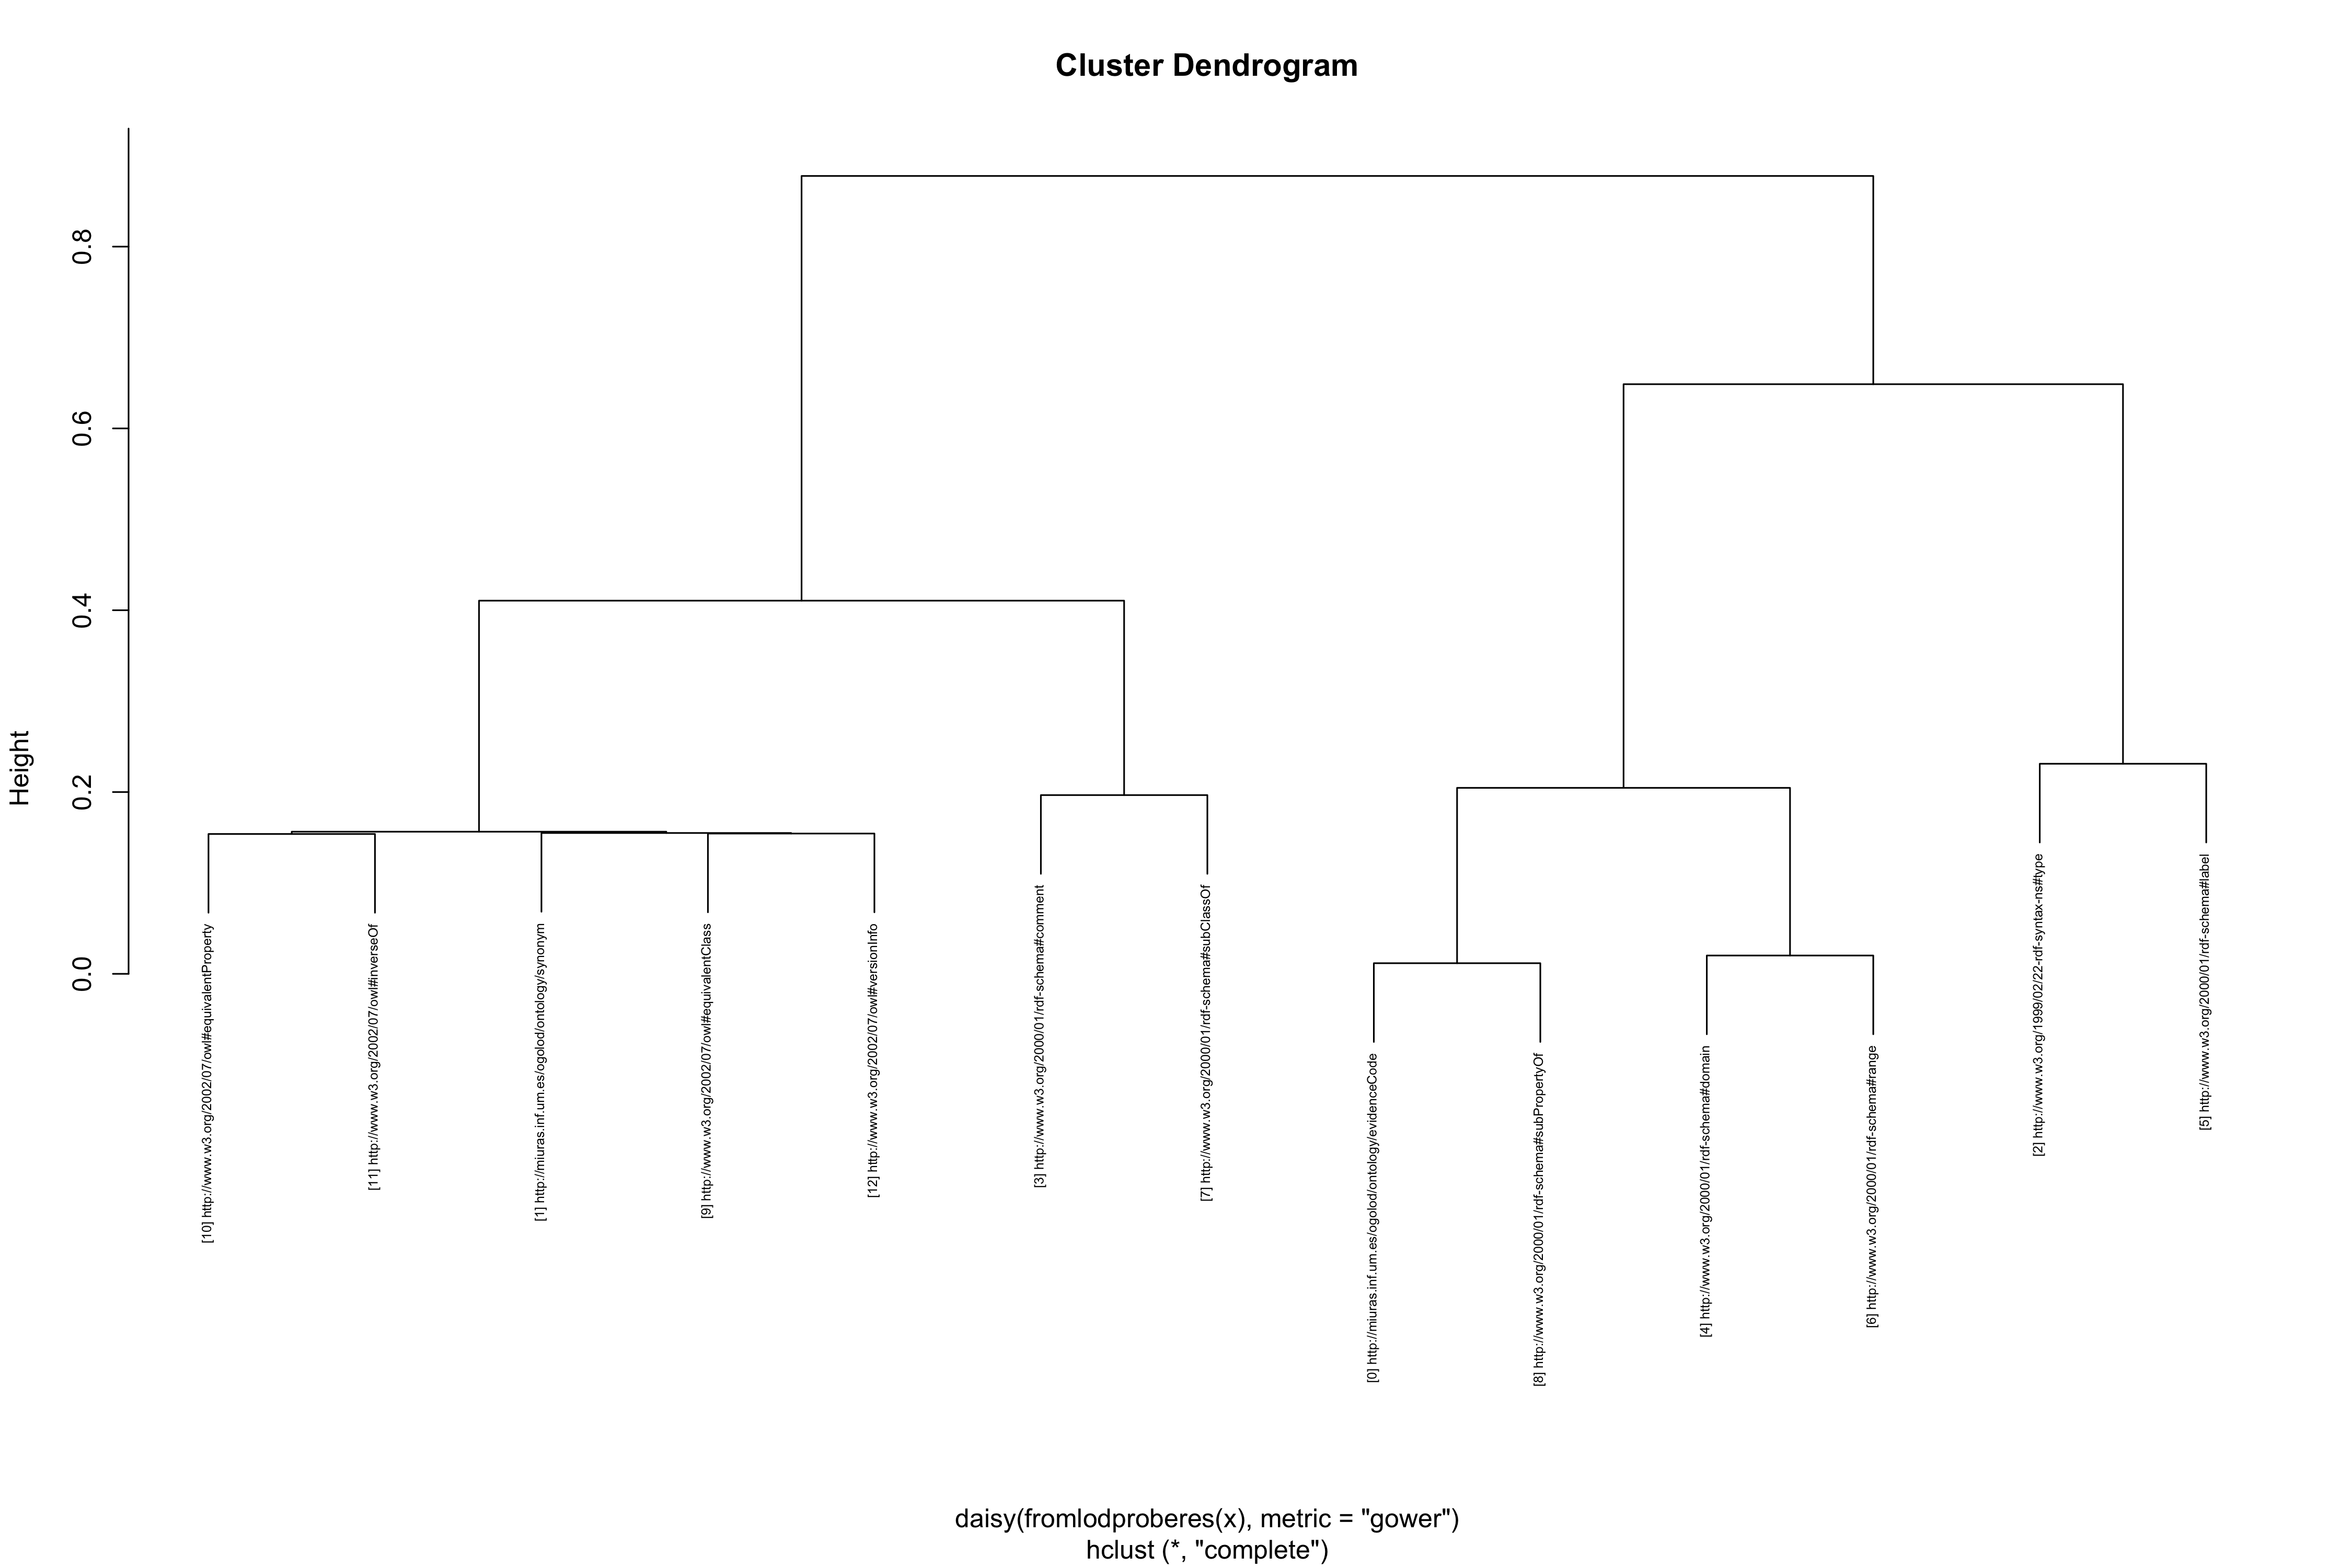 Cluster Dendrogram
Height
0.0
0.2
0.4
0.6
0.8
[10] http://www.w3.org/2002/07/owl#equivalentProperty
[11] http://www.w3.org/2002/07/owl#inverseOf
[1] http://miuras.inf.um.es/ogolod/ontology/synonym
[9] http://www.w3.org/2002/07/owl#equivalentClass
[12] http://www.w3.org/2002/07/owl#versionInfo
[3] http://www.w3.org/2000/01/rdf-schema#comment
[7] http://www.w3.org/2000/01/rdf-schema#subClassOf
[0] http://miuras.inf.um.es/ogolod/ontology/evidenceCode
[8] http://www.w3.org/2000/01/rdf-schema#subPropertyOf
[4] http://www.w3.org/2000/01/rdf-schema#domain
[6] http://www.w3.org/2000/01/rdf-schema#range
[2] http://www.w3.org/1999/02/22-rdf-syntax-ns#type
[5] http://www.w3.org/2000/01/rdf-schema#label
daisy(fromlodproberes(x), metric = "gower")
hclust (*, "complete")